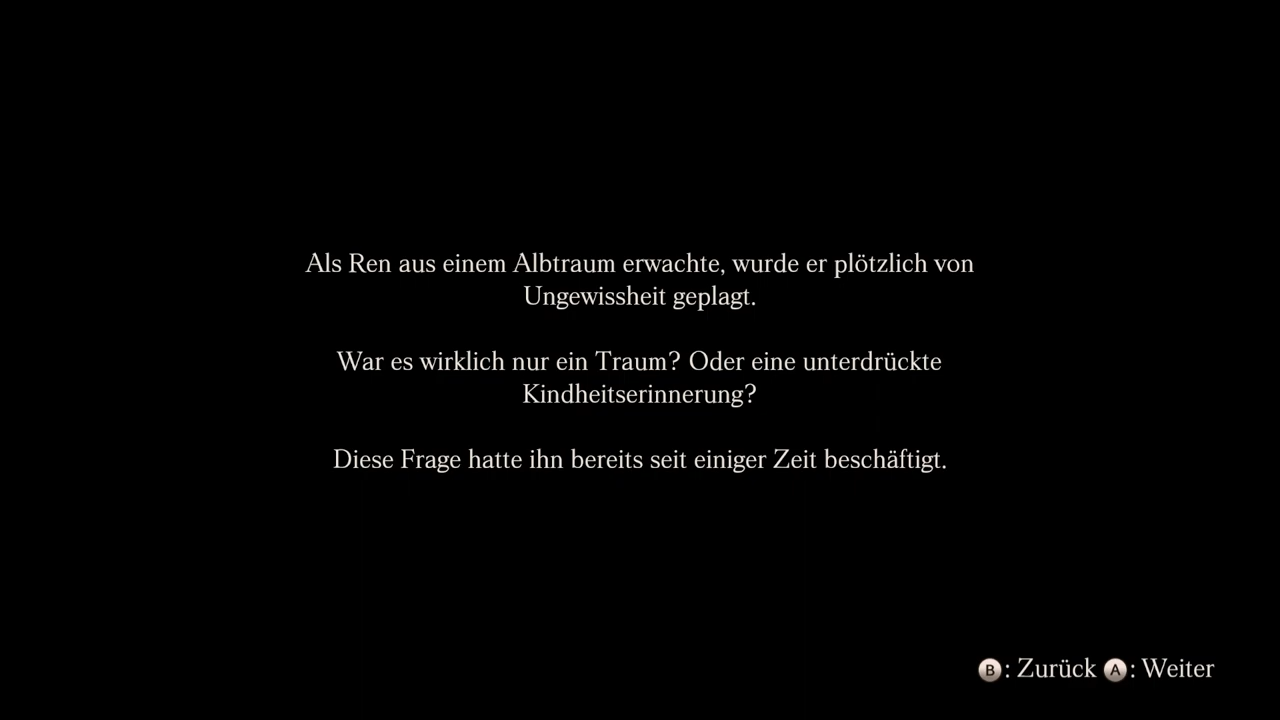 Als Ren aus einem Albtraum erwachte, wurde er plötzlich von
Ungewissheit geplagt.
War es wirklich nur ein Traum? Oder eine unterdrückte
Kindheitserinnerung?
Diese Frage hatte ihn bereits seit einiger Zeit beschäftigt.
B: Zurück A: Weiter